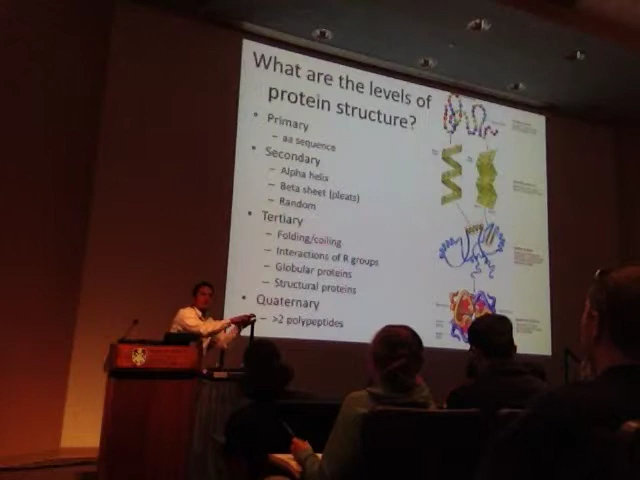 What are the levels of
protein structure?
• Primary
– aa sequence
• Secondary
– Alpha helix
– Beta sheet (pleats)
– Random
• Tertiary
– Folding/coiling
– Interactions of R groups
– Globular proteins
– Structural proteins
• Quaternary
– >2 polypeptides